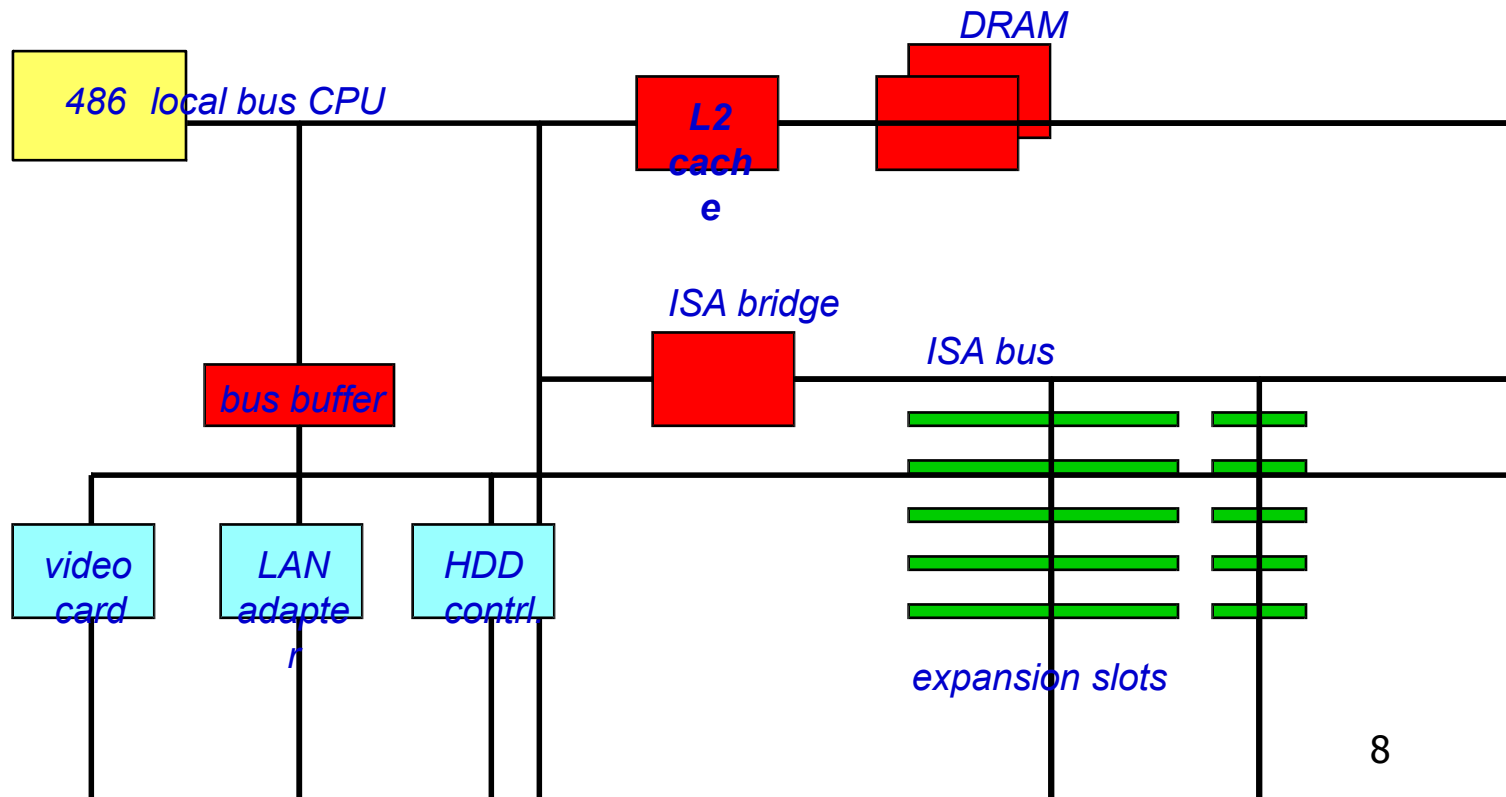 DRAM
486 local bus CPU
L2
cach
e
ISA bridge
ISA bus
bus buffer
video
card
LAN
adapte
r
HDD
contrl.
expansion slots
8